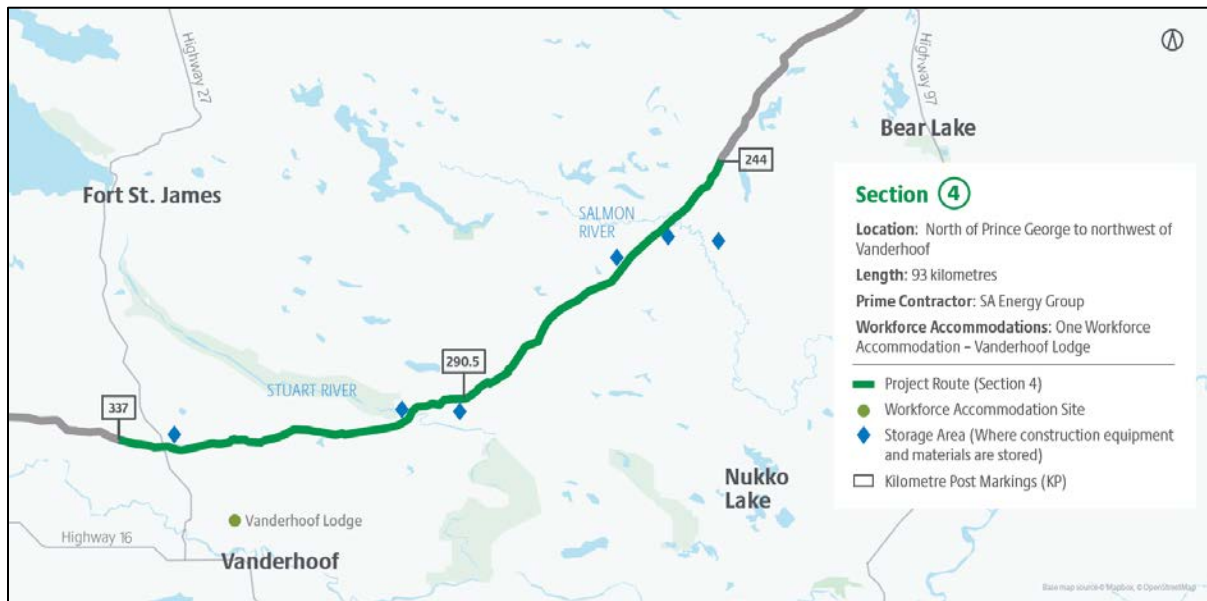 Highway 27
Highway 97
Bear Lake
244
Fort St. James
SALMON
RIVER
290.5
STUART RIVER
337
Nukko
Lake
Vanderhoof Lodge
Highway 16
Vanderhoof
Section 4
Location: North of Prince George to northwest of
Vanderhoof
Length: 93 kilometres
Prime Contractor: SA Energy Group
Workforce Accommodations: One Workforce
Accommodation – Vanderhoof Lodge
Project Route (Section 4)
Workforce Accommodation Site
Storage Area (Where construction equipment
and materials are stored)
Kilometre Post Markings (KP)
Base map source © Mapbox, © OpenStreetMap